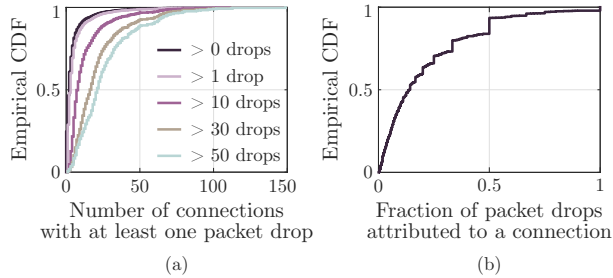 Empirical CDF
1
0.5
0
> 0 drops
> 1 drop
> 10 drops
> 30 drops
> 50 drops
0 50 100 150
Number of connections
with at least one packet drop
(a)
Empirical CDF
1
0.5
0
0 0.5 1
Fraction of packet drops
attributed to a connection
(b)